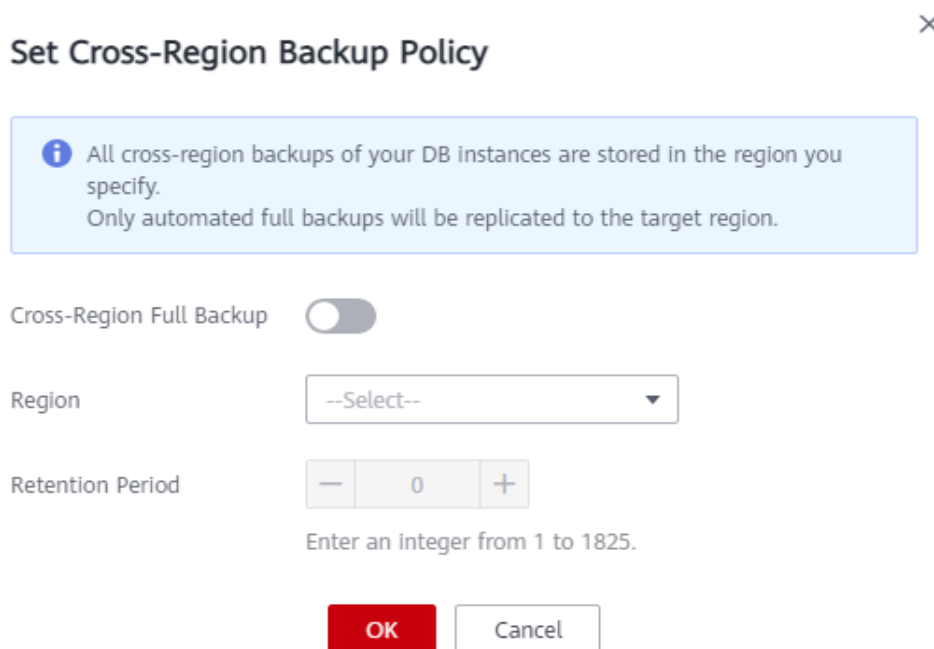 Set Cross-Region Backup Policy
All cross-region backups of your DB instances are stored in the region you
specify.
Only automated full backups will be replicated to the target region.
Cross-Region Full Backup
Region
--Select--
Retention Period
0
Enter an integer from 1 to 1825.
OK
Cancel